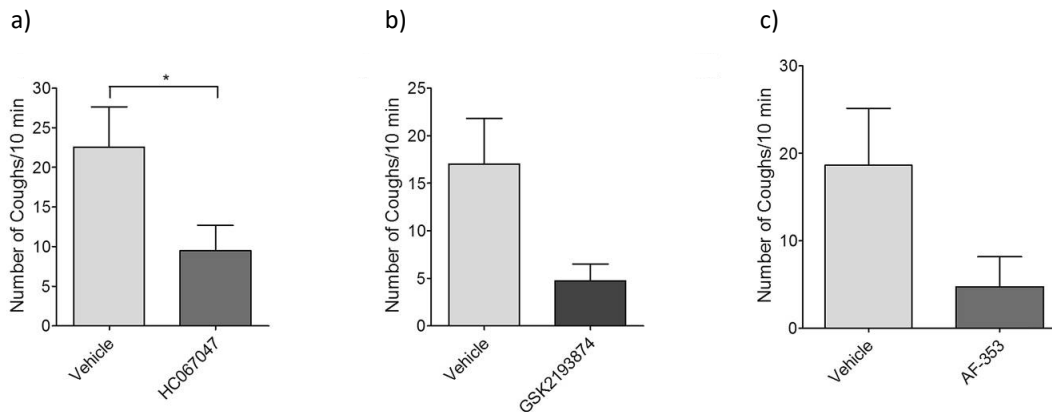 a)
Number of Coughs/10 min
30
25
20
15
10
5
0
*
Vehicle
HC067047
b)
Number of Coughs/10 min
25
20
15
10
5
0
Vehicle
GSK2193874
c)
Number of Coughs/10 min
30
20
10
0
Vehicle
AF-353